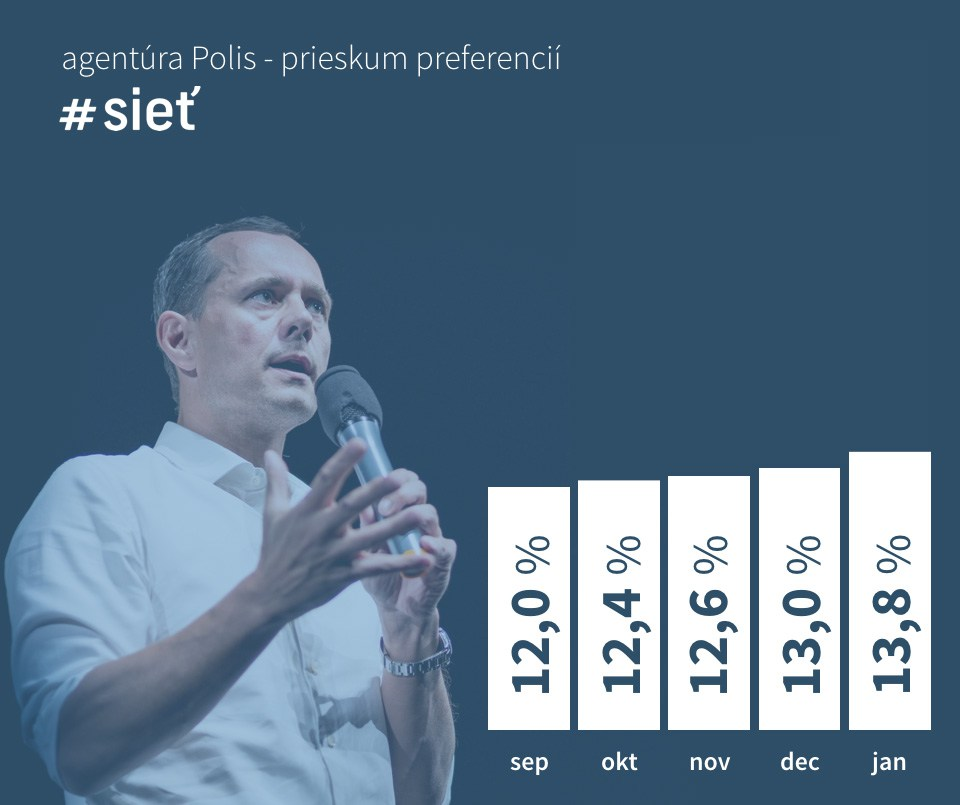 agentúra Polis - prieskum preferencií
#sieť
12,0 %
12,4 %
12,6 %
13,0 %
13,8 %
sep okt nov dec jan